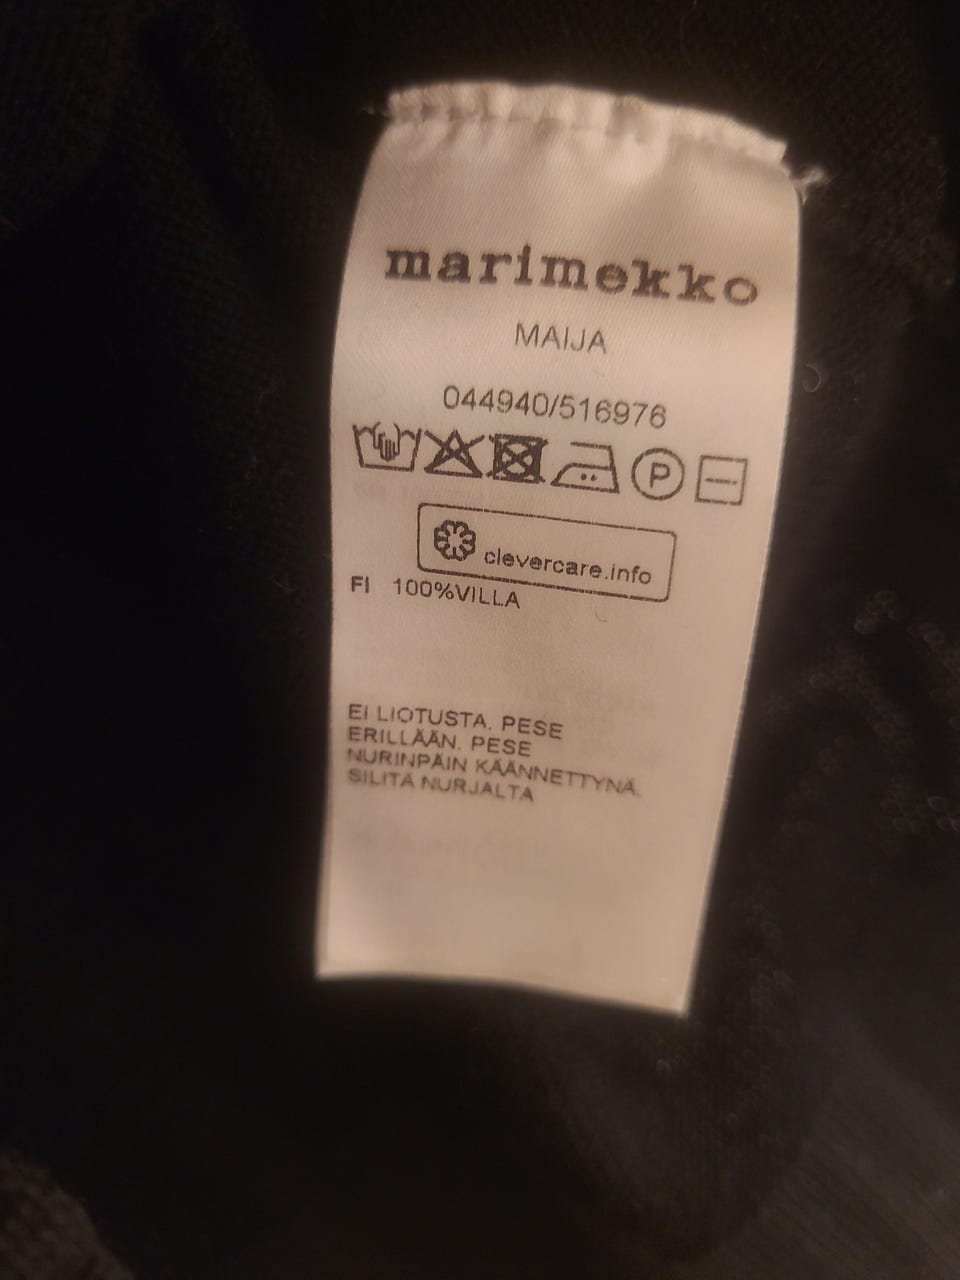 marimekko
MAIJA
044940/516976
P
clevercare.info
FI 100%VILLA
EI LIOTUSTA. PESE
ERILLÄÄN. PESE
NURINPÄIN KÄÄNNETTYNÄ.
SILITÄ NURJALTA